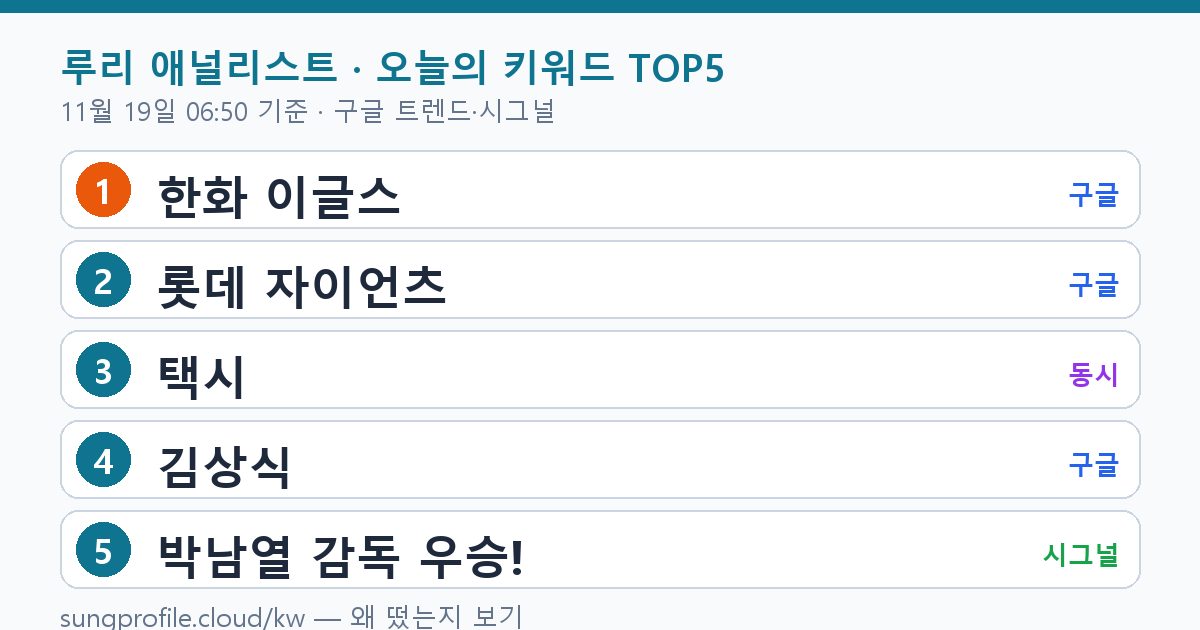 루리 애널리스트 · 오늘의 키워드 TOP5
11월 19일 06:50 기준 · 구글 트렌드·시그널
1 한화 이글스 구글
2 롯데 자이언츠 구글
3 택시 동시
4 김상식 구글
5 박남열 감독 우승! 시그널
sungprofile.cloud/kw — 왜 떴는지 보기